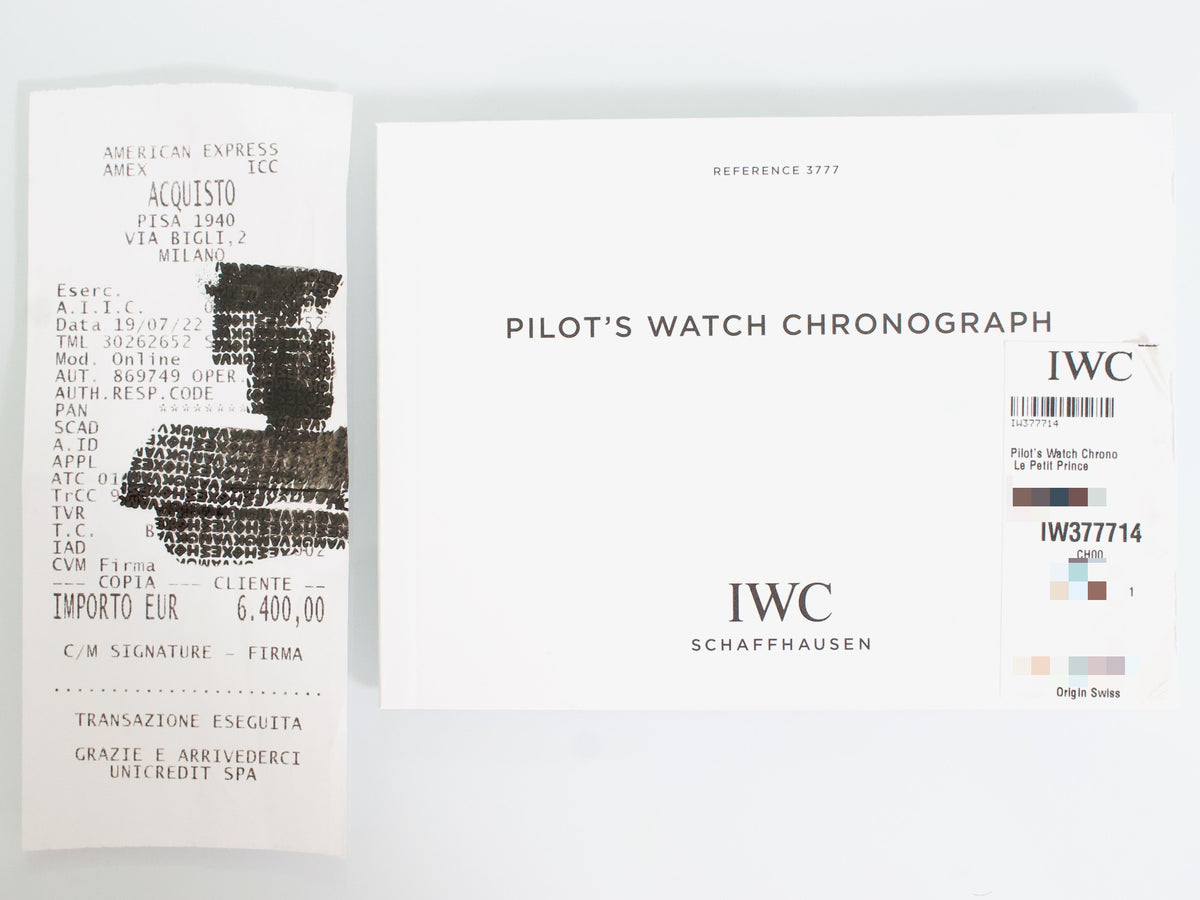 AMERICAN EXPRESS
AMEX ICC
ACQUISTO
PISA 1940
VIA BIGLI,2
MILANO
Eserc.
A.I.I.C.
Data 19/07/22
TML 30262652
Mod. Online
AUT. 869749 OPER.
AUTH.RESP.CODE
PAN
SCAD
A.ID
APPL
ATC
TrCC
TVR
T.C.
IAD
CVM Firma
--- COPIA --- CLIENTE --
IMPORTO EUR 6.400,00
C/M SIGNATURE - FIRMA
........................
TRANSAZIONE ESEGUITA
GRAZIE E ARRIVEDERCI
UNICREDIT SPA
REFERENCE 3777
PILOT'S WATCH CHRONOGRAPH
IWC
SCHAFFHAUSEN
IWC
IW377714
Pilot's Watch Chrono
Le Petit Prince
IW377714
CH00
1
Origin Swiss